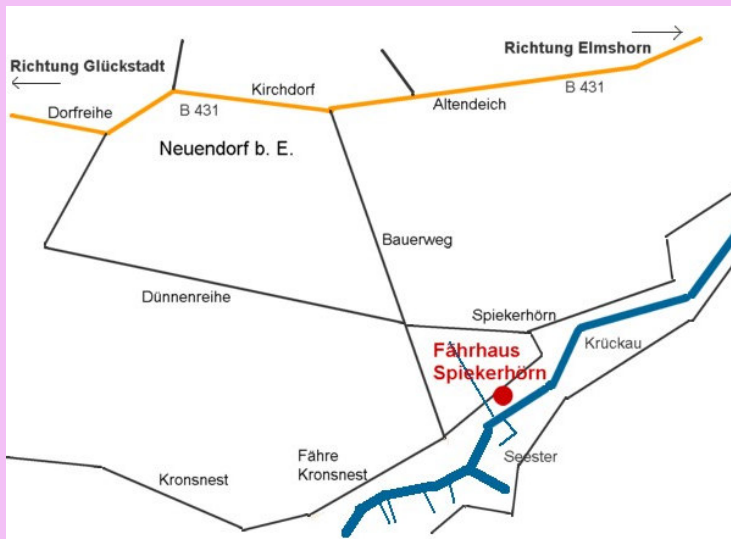 Richtung Elmshorn
Richtung Glückstadt
Kirchdorf
B 431
Dorfreihe
B 431
Altendeich
Neuendorf b. E.
Bauerweg
Dünnenreihe
Spiekerhörn
Krückau
Fährhaus
Spiekerhörn
Fähre
Kronsnest
Seester
Kronsnest